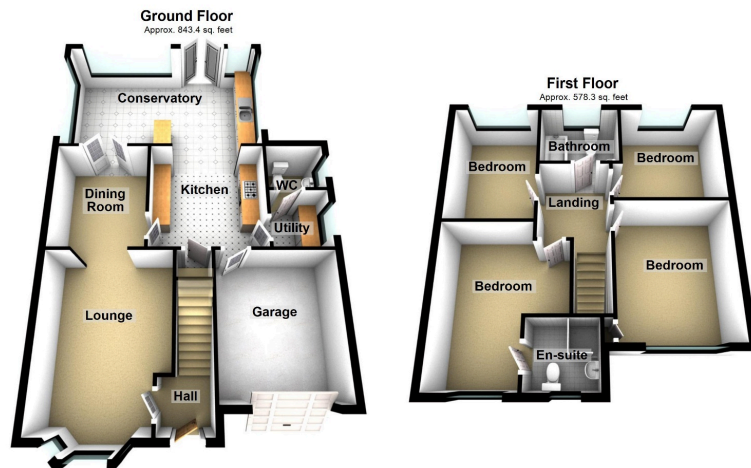 Ground Floor
Approx. 843.4 sq. feet
Conservatory
Kitchen
WC
Dining
Room
Utility
Lounge
Garage
Hall
First Floor
Approx. 578.3 sq. feet
Bathroom
Bedroom
Bedroom
Landing
Bedroom
Bedroom
En-suite